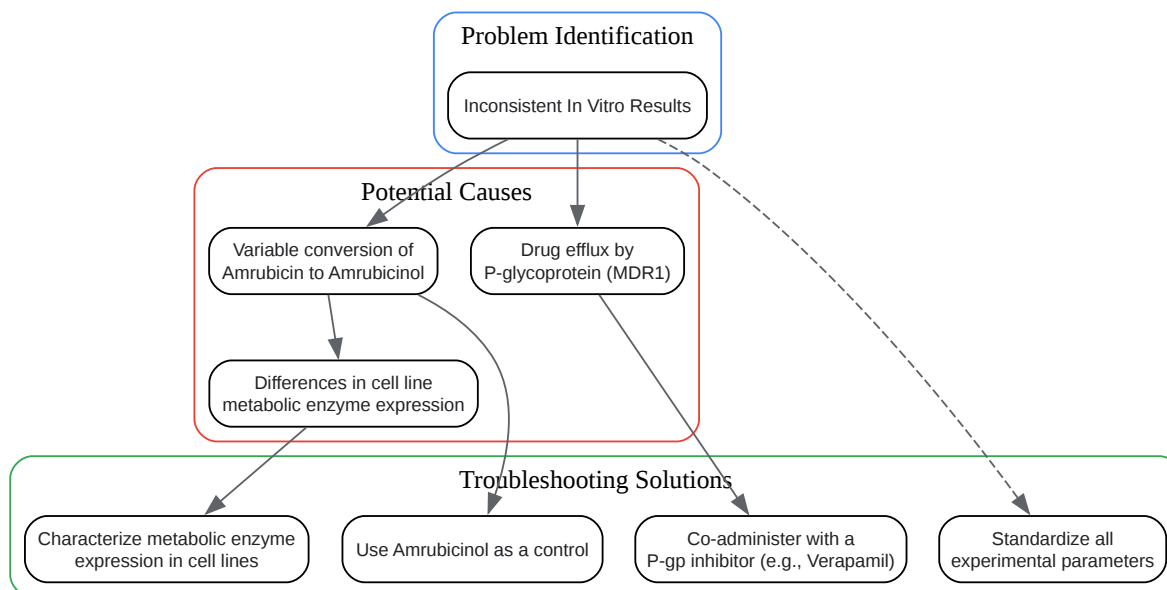 Problem Identification
Inconsistent In Vitro Results
Potential Causes
Variable conversion of
Amrubicin to Amrubicinol
Drug efflux by
P-glycoprotein (MDR1)
Differences in cell line
metabolic enzyme expression
Troubleshooting Solutions
Characterize metabolic enzyme
expression in cell lines
Use Amrubicinol as a control
Co-administer with a
P-gp inhibitor (e.g., Verapamil)
Standardize all
experimental parameters